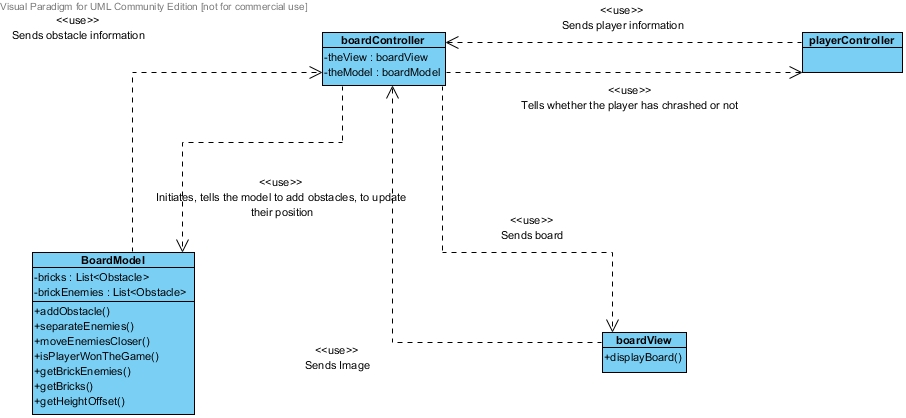 Visual Paradigm for UML Community Edition [not for commercial use]
<<use>>
Sends obstacle information
boardController
-theView : boardView
-theModel : boardModel
<<use>>
Sends player information
playerController
<<use>>
Tells whether the player has chrashed or not
<<use>>
Initiates, tells the model to add obstacles, to update
their position
<<use>>
Sends board
BoardModel
-bricks : List<Obstacle>
-brickEnemies : List<Obstacle>
+addObstacle()
+separateEnemies()
+moveEnemiesCloser()
+isPlayerWonTheGame()
+getBrickEnemies()
+getBricks()
+getHeightOffset()
<<use>>
Sends Image
boardView
+displayBoard()